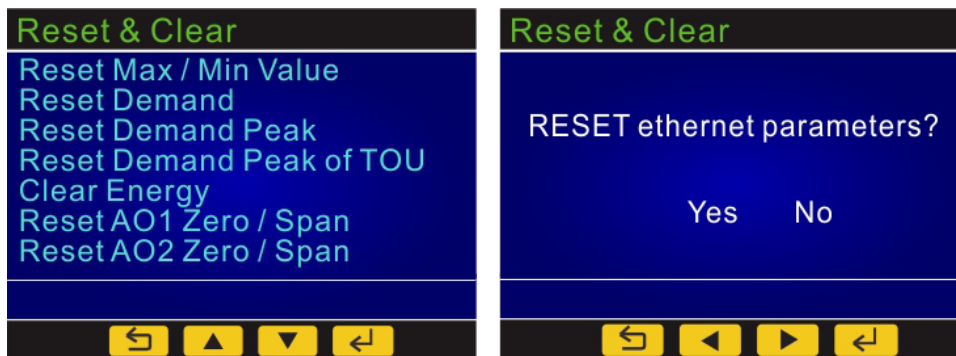 Reset & Clear
Reset Max / Min Value
Reset Demand
Reset Demand Peak
Reset Demand Peak of TOU
Clear Energy
Reset AO1 Zero / Span
Reset AO2 Zero / Span
Reset & Clear
RESET ethernet parameters?
Yes No